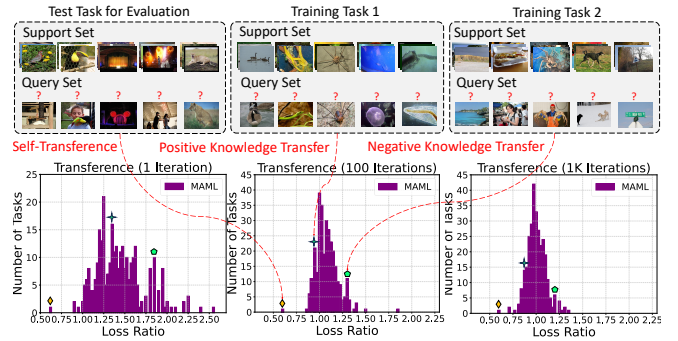 Test Task for Evaluation
Training Task 1
Training Task 2
Support Set
Support Set
Support Set
Query Set
Query Set
Query Set
? ? ? ? ?
? ? ? ? ?
? ? ? ? ?
Self-Transference
Positive Knowledge Transfer
Negative Knowledge Transfer
Transference (1 Iteration)
Transference (100 Iterations)
Transference (1K Iterations)
Number of Tasks
25
20
15
10
5
0
MAML
0.50 0.75 1.00 1.25 1.50 1.75 2.00 2.25 2.50
Loss Ratio
Number of Tasks
45
40
35
30
25
20
15
10
5
0
MAML
0.50 0.75 1.00 1.25 1.50 1.75 2.00 2.25
Loss Ratio
Number of Tasks
45
40
35
30
25
20
15
10
5
0
MAML
0.50 0.75 1.00 1.25 1.50 1.75 2.00 2.25
Loss Ratio